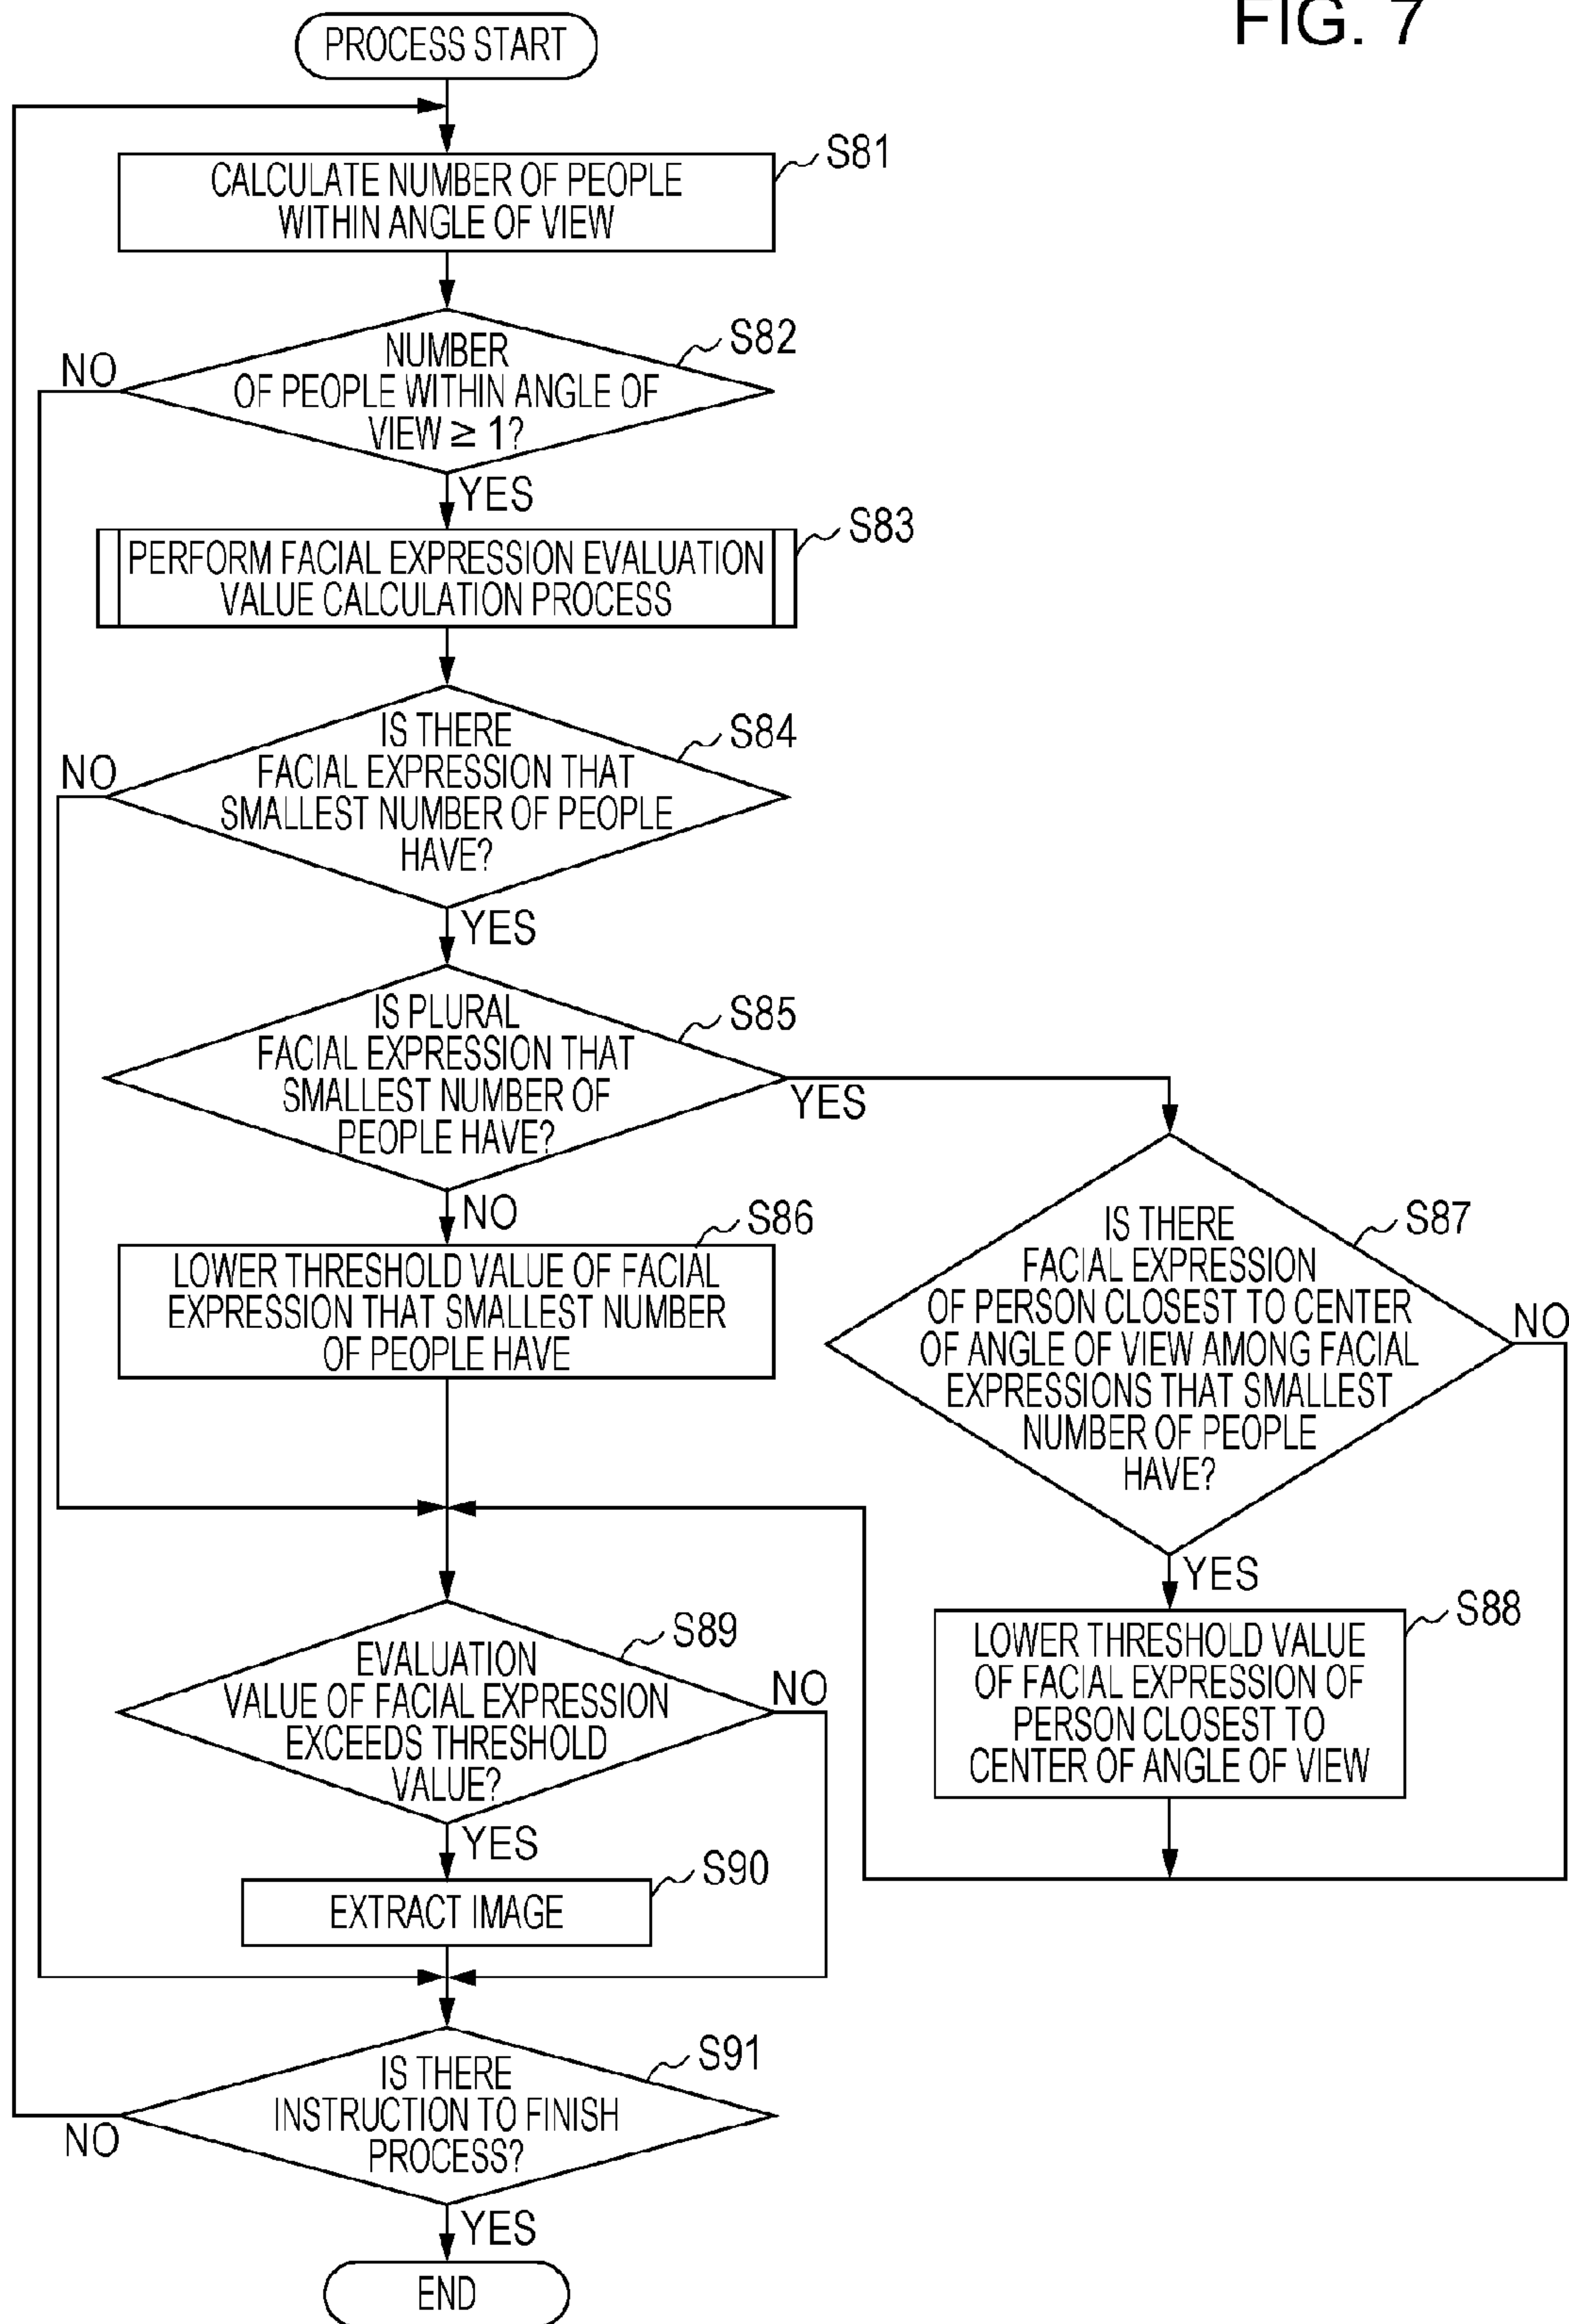 FIG. 7
PROCESS START
S81
CALCULATE NUMBER OF PEOPLE
WITHIN ANGLE OF VIEW
S82
NUMBER
OF PEOPLE WITHIN ANGLE OF
VIEW ≥ 1?
NO
YES
S83
PERFORM FACIAL EXPRESSION EVALUATION
VALUE CALCULATION PROCESS
S84
IS THERE
FACIAL EXPRESSION THAT
SMALLEST NUMBER OF PEOPLE
HAVE?
NO
YES
S85
IS PLURAL
FACIAL EXPRESSION THAT
SMALLEST NUMBER OF
PEOPLE HAVE?
YES
NO
S86
LOWER THRESHOLD VALUE OF FACIAL
EXPRESSION THAT SMALLEST NUMBER
OF PEOPLE HAVE
S87
IS THERE
FACIAL EXPRESSION
OF PERSON CLOSEST TO CENTER
OF ANGLE OF VIEW AMONG FACIAL
EXPRESSIONS THAT SMALLEST
NUMBER OF PEOPLE
HAVE?
NO
YES
S88
LOWER THRESHOLD VALUE
OF FACIAL EXPRESSION OF
PERSON CLOSEST TO
CENTER OF ANGLE OF VIEW
S89
EVALUATION
VALUE OF FACIAL EXPRESSION
EXCEEDS THRESHOLD
VALUE?
NO
YES
S90
EXTRACT IMAGE
S91
IS THERE
INSTRUCTION TO FINISH
PROCESS?
NO
YES
END